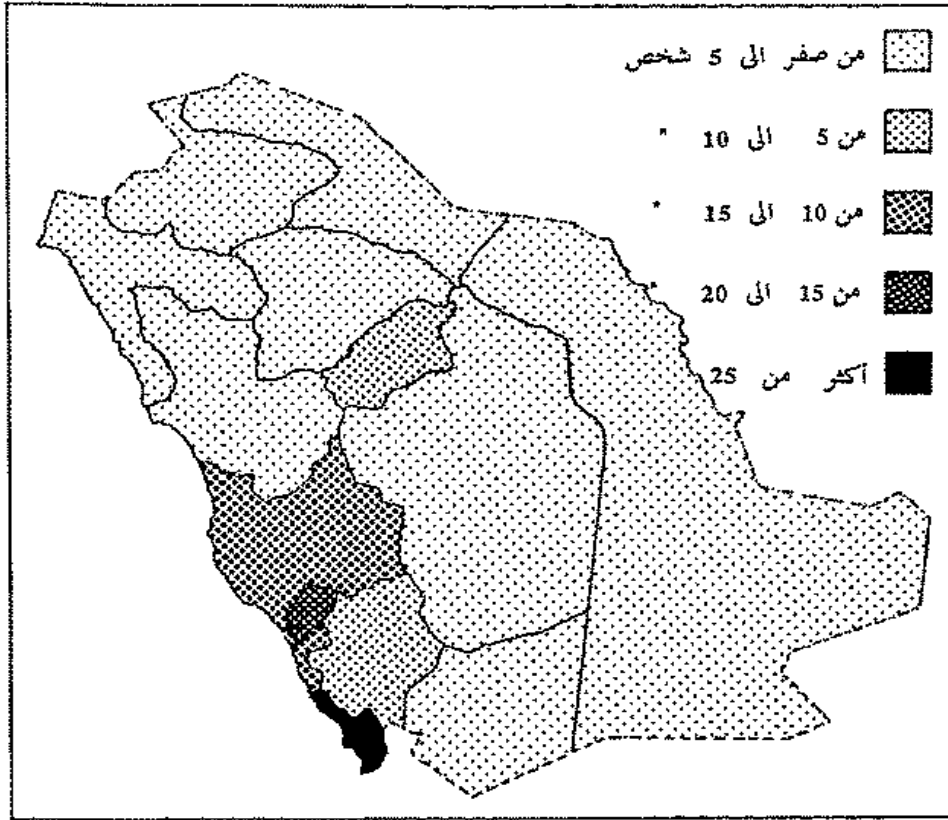 من صفر الى 5 شخص
من 5 الى 10 "
من 10 الى 15 "
من 15 الى 20 "
أكثر من 25